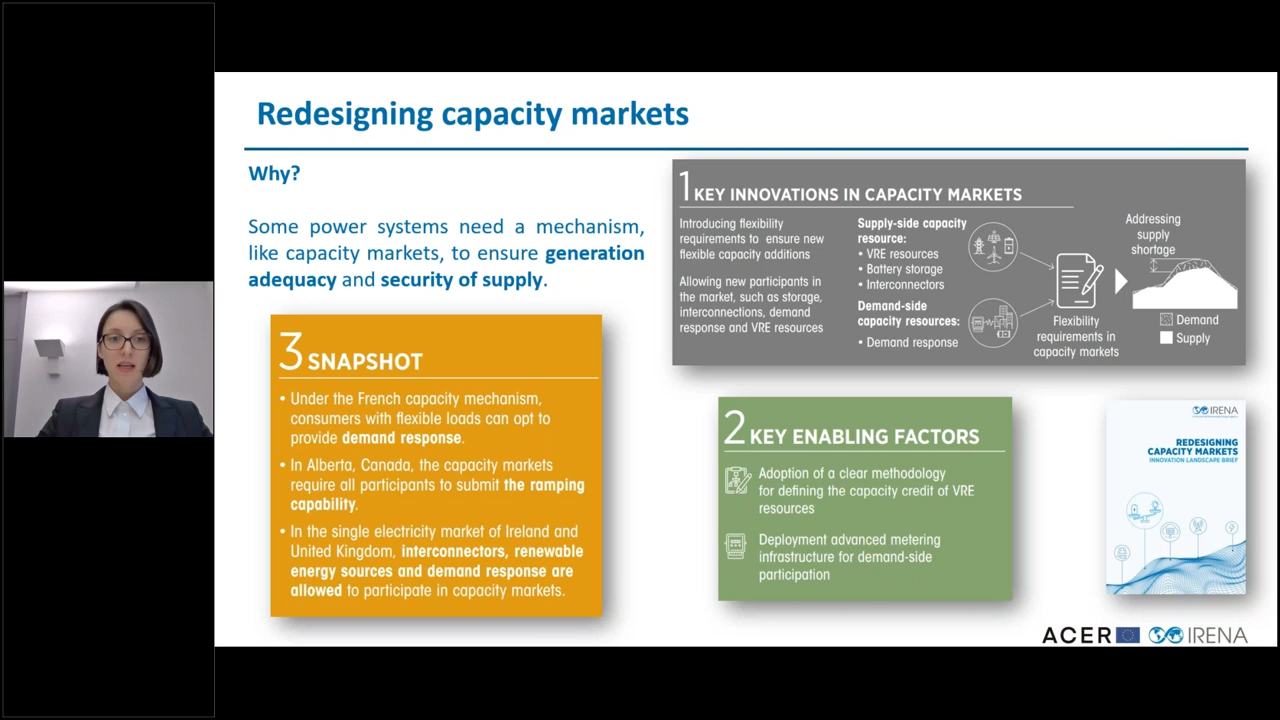 Redesigning capacity markets
Why?
Some power systems need a mechanism,
like capacity markets, to ensure generation
adequacy and security of supply.
1 KEY INNOVATIONS IN CAPACITY MARKETS
Introducing flexibility
requirements to ensure new
flexible capacity additions
Allowing new participants in
the market, such as storage,
interconnections, demand
response and VRE resources
Supply-side capacity
resource:
• VRE resources
• Battery storage
• Interconnectors
Demand-side
capacity resources:
• Demand response
Flexibility
requirements in
capacity markets
Addressing
supply
shortage
Demand
Supply
2 KEY ENABLING FACTORS
Adoption of a clear methodology
for defining the capacity credit of VRE
resources
Deployment advanced metering
infrastructure for demand-side
participation
3 SNAPSHOT
• Under the French capacity mechanism,
consumers with flexible loads can opt to
provide demand response.
• In Alberta, Canada, the capacity markets
require all participants to submit the ramping
capability.
• In the single electricity market of Ireland and
United Kingdom, interconnectors, renewable
energy sources and demand response are
allowed to participate in capacity markets.
IRENA
REDESIGNING
CAPACITY MARKETS
INNOVATION LANDSCAPE BRIEF
ACER IRENA